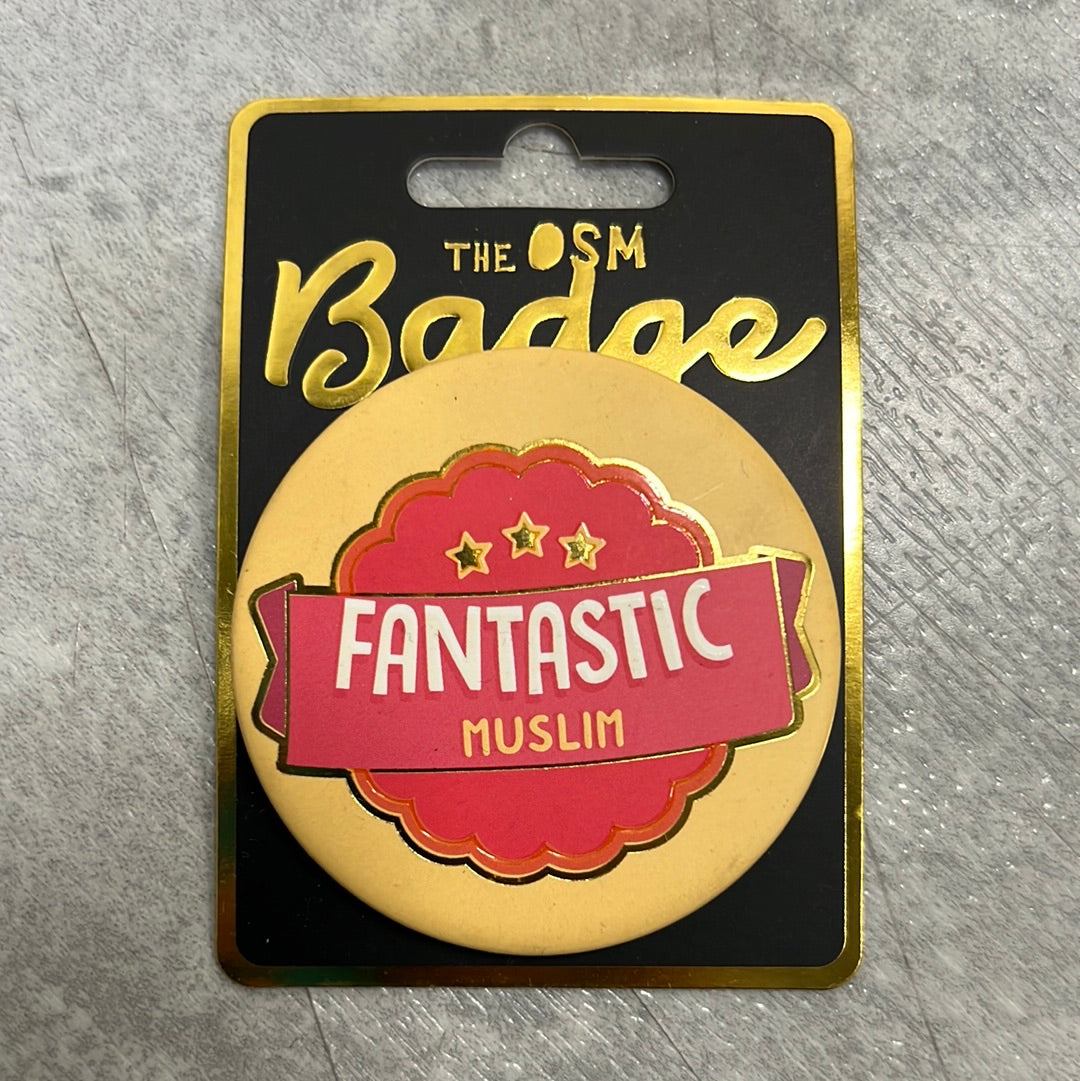 THE OSM
Badge
FANTASTIC
MUSLIM